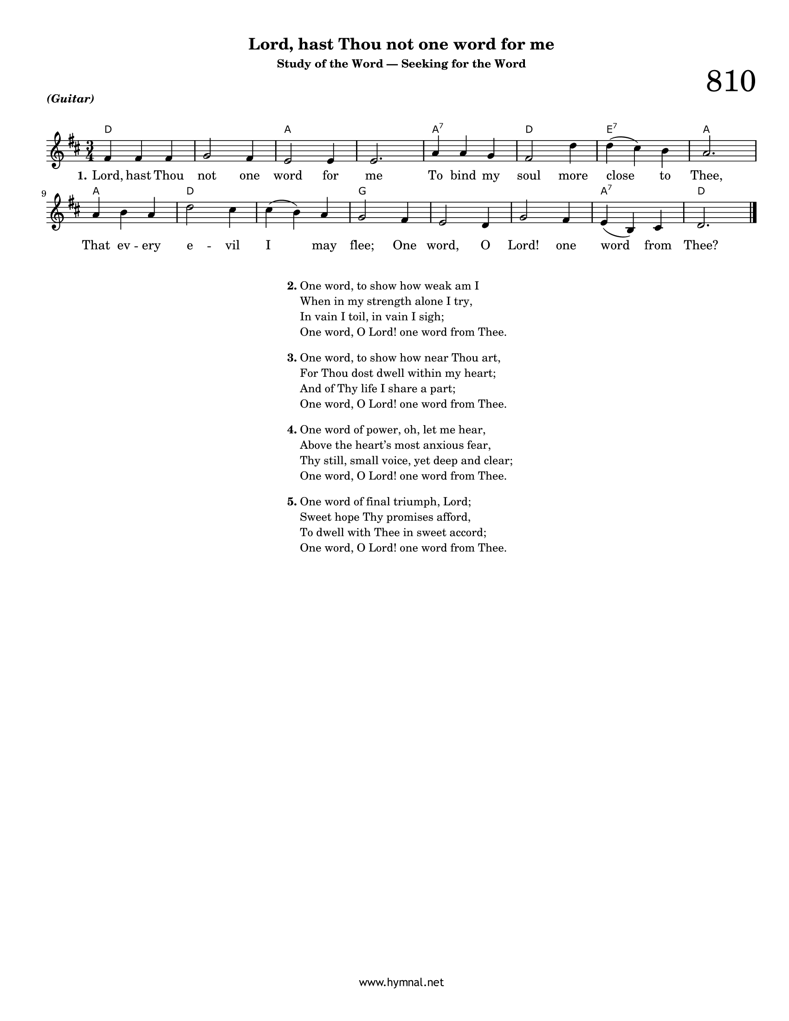 Lord, hast Thou not one word for me
Study of the Word — Seeking for the Word
810
(Guitar)
D A A7 D E7 A
3
4
1. Lord, hast Thou not one word for me To bind my soul more close to Thee,
9
A D G A7 D
That ev - ery e - vil I may flee; One word, O Lord! one word from Thee?
2. One word, to show how weak am I
When in my strength alone I try,
In vain I toil, in vain I sigh;
One word, O Lord! one word from Thee.
3. One word, to show how near Thou art,
For Thou dost dwell within my heart;
And of Thy life I share a part;
One word, O Lord! one word from Thee.
4. One word of power, oh, let me hear,
Above the heart's most anxious fear,
Thy still, small voice, yet deep and clear;
One word, O Lord! one word from Thee.
5. One word of final triumph, Lord;
Sweet hope Thy promises afford,
To dwell with Thee in sweet accord;
One word, O Lord! one word from Thee.
www.hymnal.net